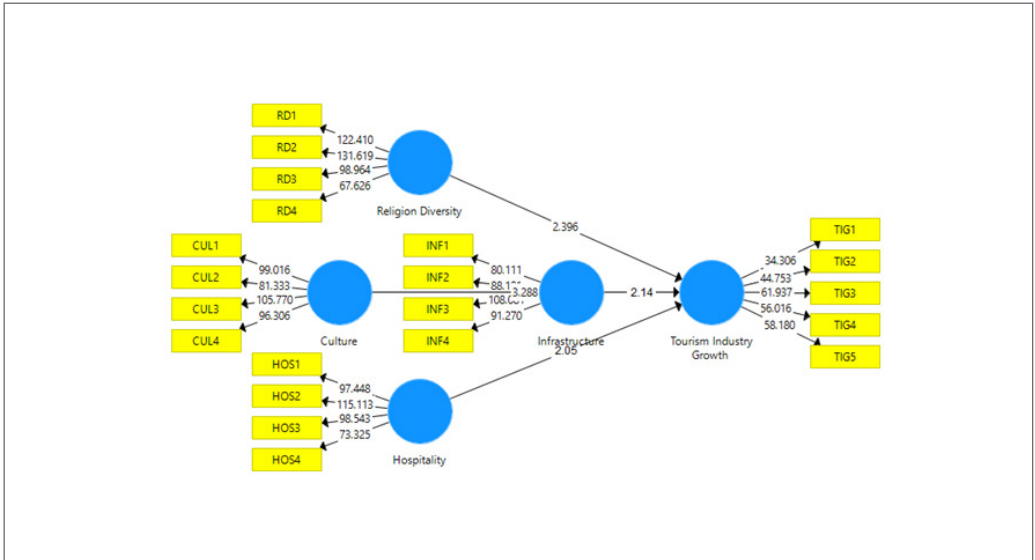 RD1
RD2
RD3
RD4
122.410
131.619
98.964
67.626
Religion Diversity
2.396
CUL1
CUL2
CUL3
CUL4
99.016
81.333
105.770
96.306
Culture
3.288
INF1
INF2
INF3
INF4
80.111
91.270
Infrastructure
2.14
HOS1
HOS2
HOS3
HOS4
97.448
115.113
98.543
73.325
Hospitality
2.05
Tourism Industry
Growth
34.306
44.753
61.937
56.016
58.180
TIG1
TIG2
TIG3
TIG4
TIG5